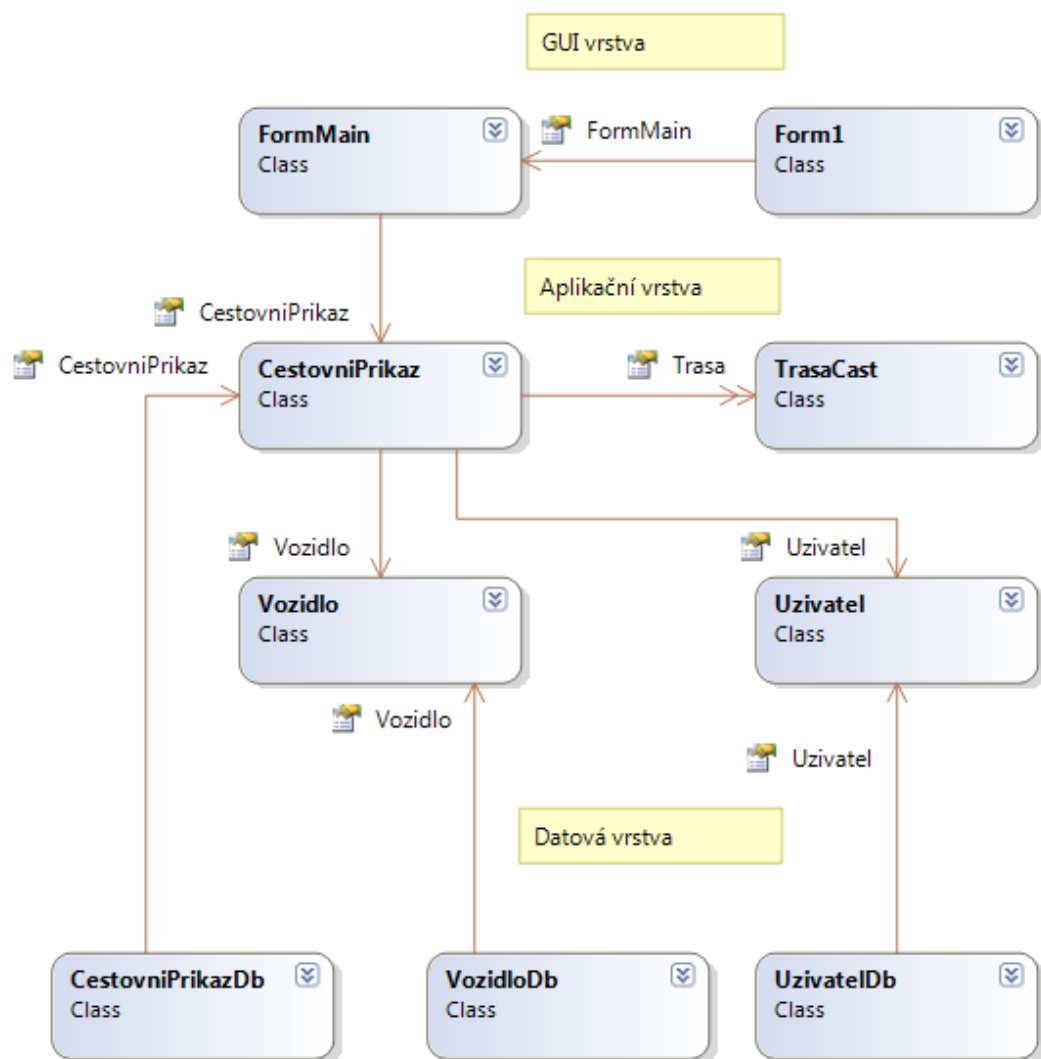 GUI vrstva
FormMain
Class
FormMain
Form1
Class
Aplikační vrstva
CestovniPrikaz
CestovniPrikaz
CestovniPrikaz
Class
Trasa
TrasaCast
Class
Vozidlo
Uzivatel
Vozidlo
Class
Uzivatel
Class
Vozidlo
Uzivatel
Datová vrstva
CestovniPrikazDb
Class
VozidloDb
Class
UzivatelDb
Class